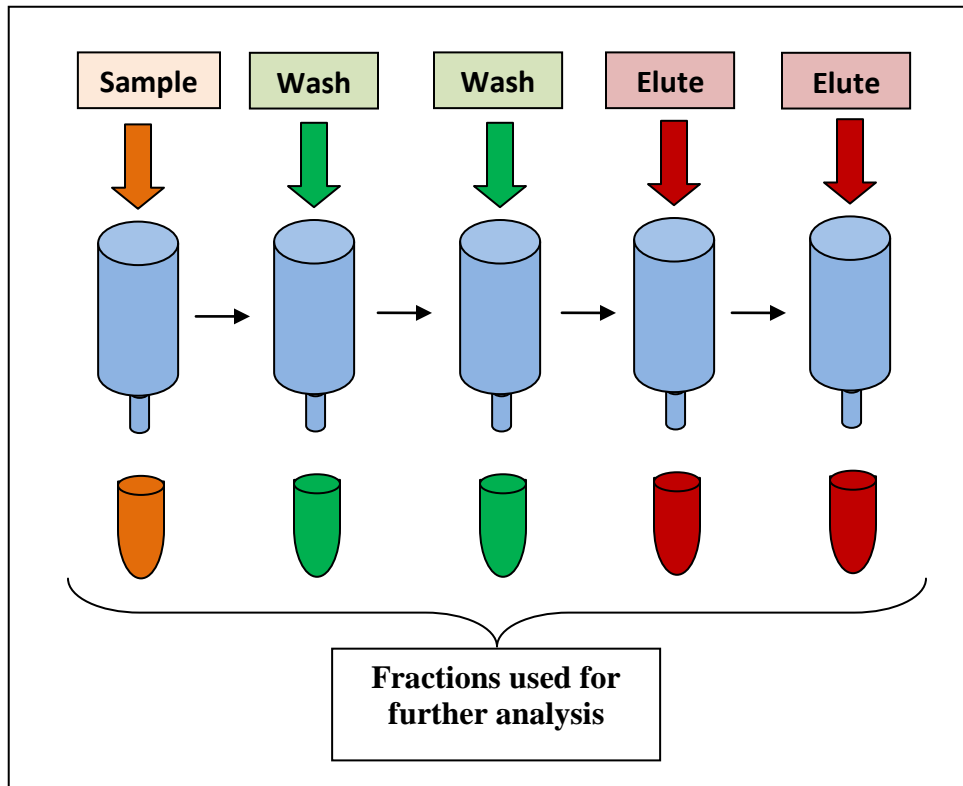 Sample
Wash
Wash
Elute
Elute
Fractions used for
further analysis